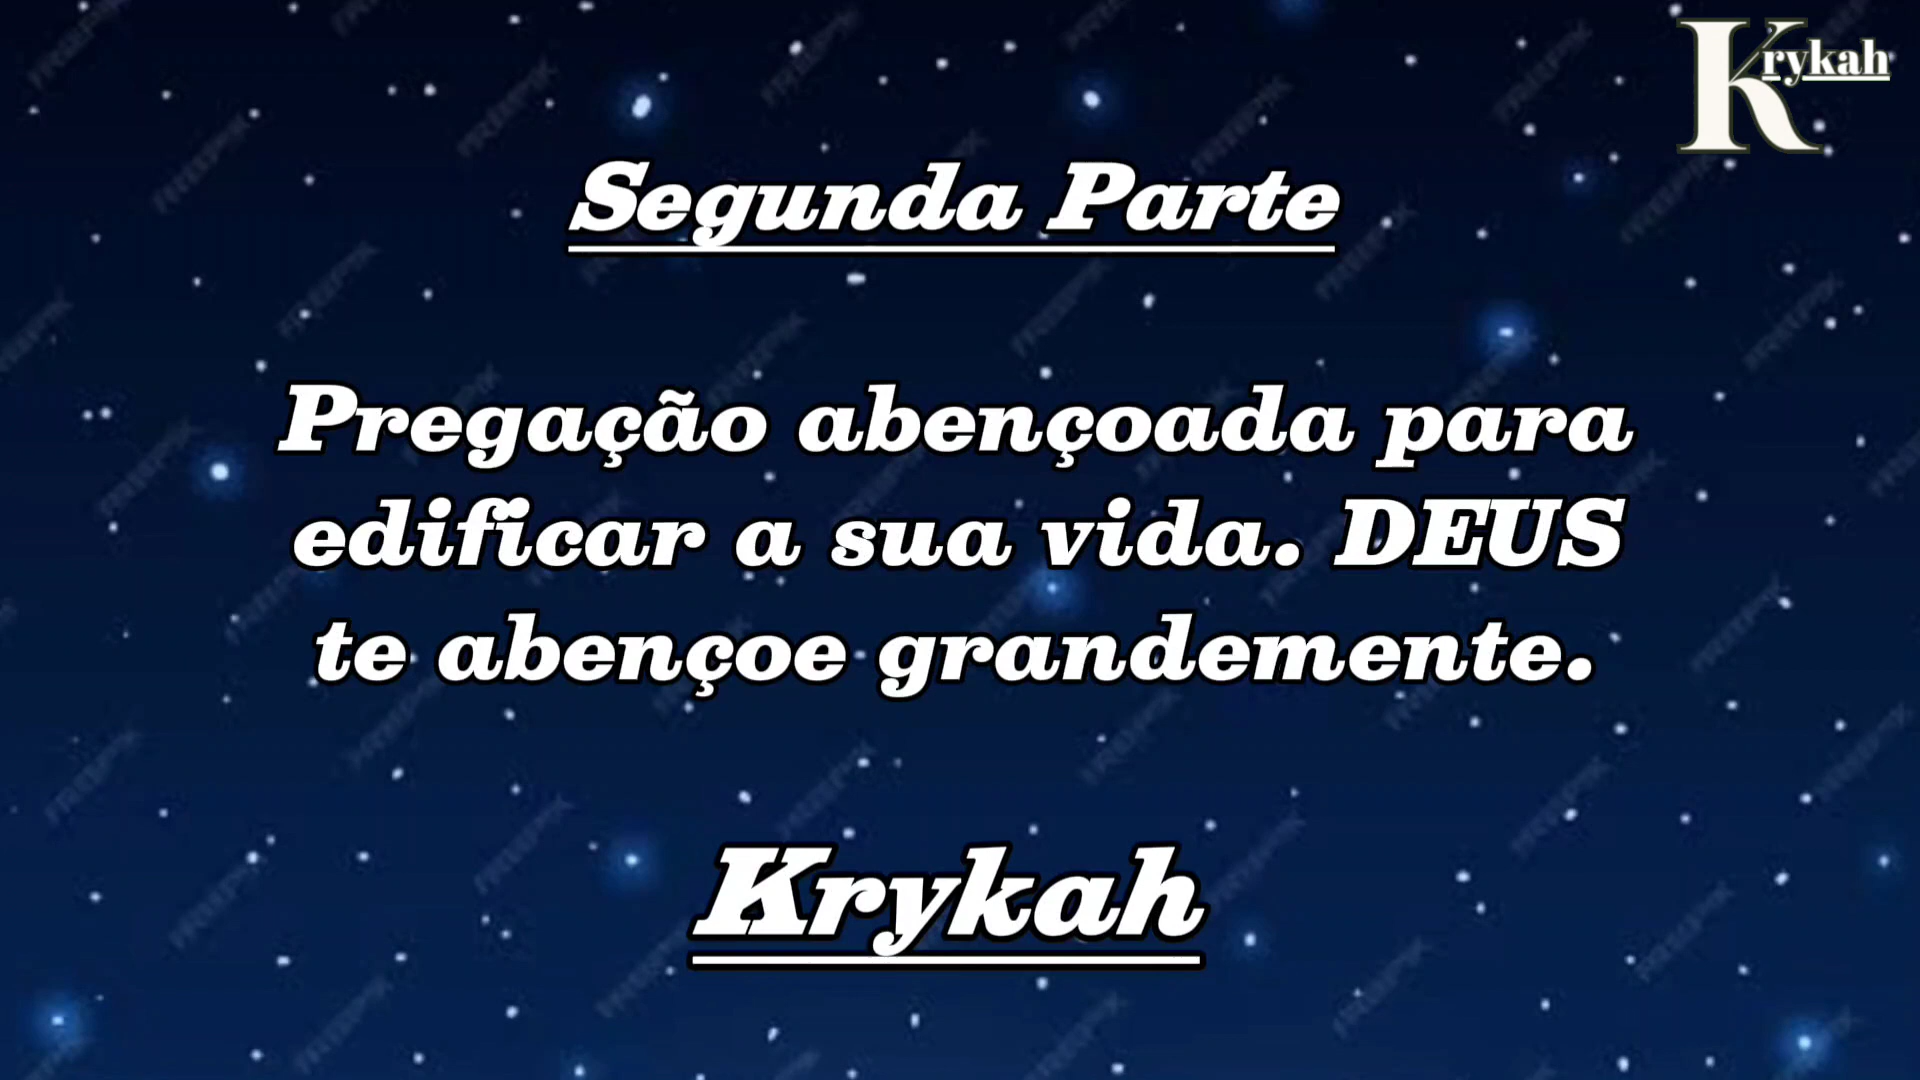 Krykah
Segunda Parte
Pregação abençoada para
edificar a sua vida. DEUS
te abençoe grandemente.
Krykah